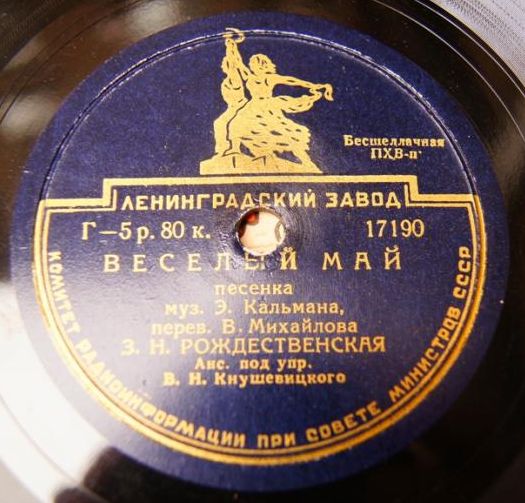 Бесшеллачная
ПХВ-п
ЛЕНИНГРАДСКИЙ ЗАВОД
Г-5 р. 80 к. 17190
ВЕСЕЛЫЙ МАЙ
песенка
муз. Э. Кальмана,
перев. В. Михайлова
З. Н. РОЖДЕСТВЕНСКАЯ
Анс. под упр.
В. Н. Кнушевицкого
КОМИТЕТ РАДИОИНФОРМАЦИИ ПРИ СОВЕТЕ МИНИСТРОВ СССР